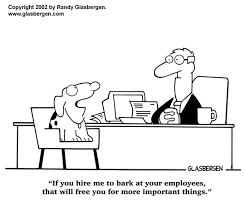 Copyright 2002 by Randy Glasbergen.
www.glasbergen.com
GLASBERGEN
"If you hire me to bark at your employees,
that will free you for more important things."